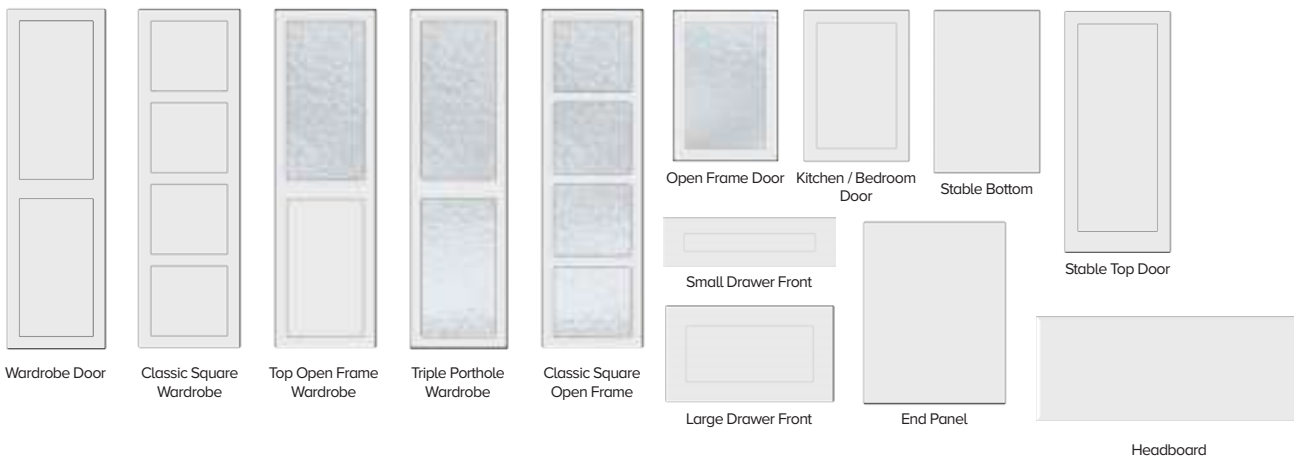 Open Frame Door
Kitchen / Bedroom
Door
Stable Bottom
Stable Top Door
Small Drawer Front
Wardrobe Door
Classic Square
Wardrobe
Top Open Frame
Wardrobe
Triple Porthole
Wardrobe
Classic Square
Open Frame
Large Drawer Front
End Panel
Headboard